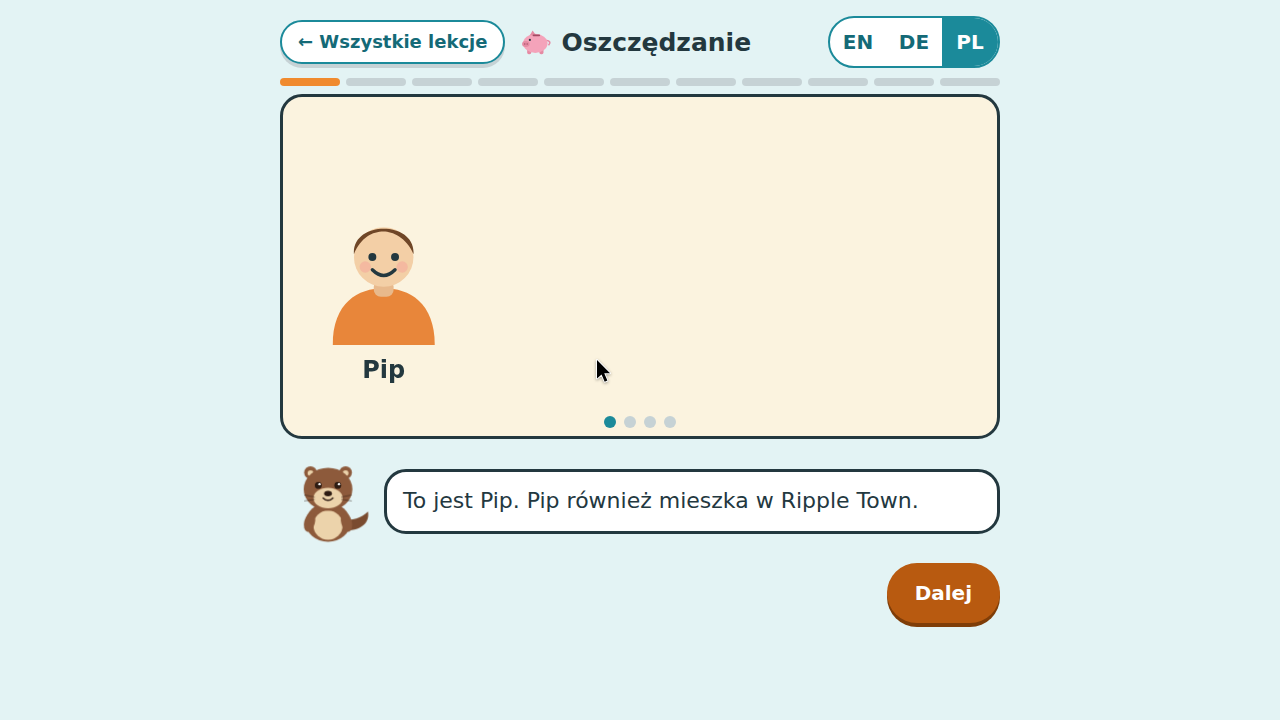 ← Wszystkie lekcje
Oszczędzanie
EN DE PL
Pip
To jest Pip. Pip również mieszka w Ripple Town.
Dalej